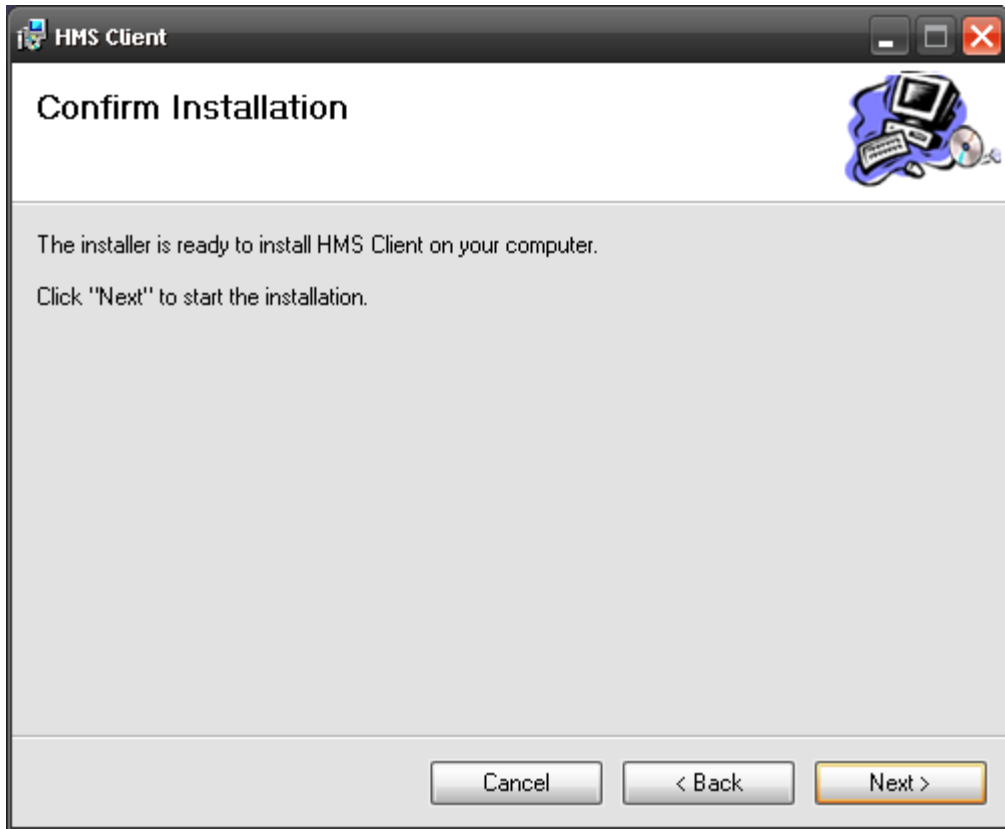 HMS Client
Confirm Installation
The installer is ready to install HMS Client on your computer.
Click "Next" to start the installation.
Cancel
< Back
Next >